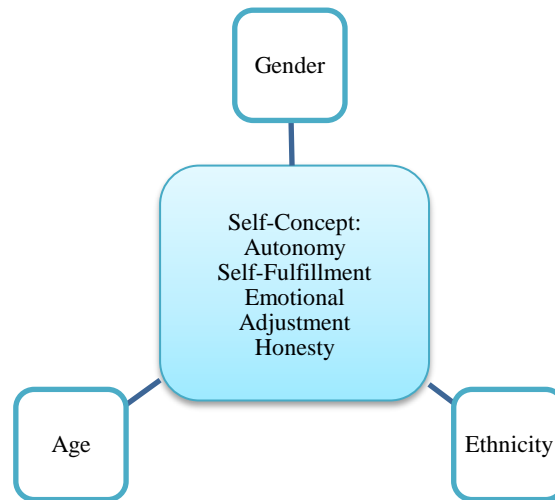 Gender
Self-Concept:
Autonomy
Self-Fulfillment
Emotional
Adjustment
Honesty
Age
Ethnicity